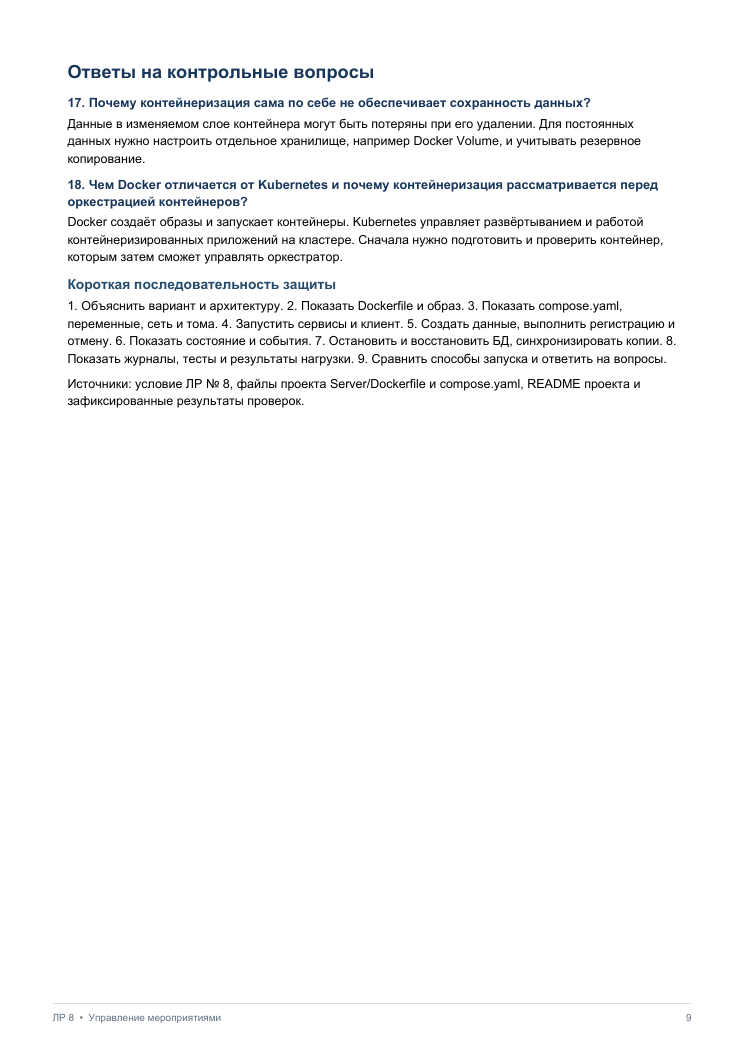 Ответы на контрольные вопросы
17. Почему контейнеризация сама по себе не обеспечивает сохранность данных?
Данные в изменяемом слое контейнера могут быть потеряны при его удалении. Для постоянных
данных нужно настроить отдельное хранилище, например Docker Volume, и учитывать резервное
копирование.
18. Чем Docker отличается от Kubernetes и почему контейнеризация рассматривается перед
оркестрацией контейнеров?
Docker создаёт образы и запускает контейнеры. Kubernetes управляет развёртыванием и работой
контейнеризированных приложений на кластере. Сначала нужно подготовить и проверить контейнер,
которым затем сможет управлять оркестратор.
Короткая последовательность защиты
1. Объяснить вариант и архитектуру. 2. Показать Dockerfile и образ. 3. Показать compose.yaml,
переменные, сеть и тома. 4. Запустить сервисы и клиент. 5. Создать данные, выполнить регистрацию и
отмену. 6. Показать состояние и события. 7. Остановить и восстановить БД, синхронизировать копии. 8.
Показать журналы, тесты и результаты нагрузки. 9. Сравнить способы запуска и ответить на вопросы.
Источники: условие ЛР № 8, файлы проекта Server/Dockerfile и compose.yaml, README проекта и
зафиксированные результаты проверок.
ЛР 8 • Управление мероприятиями
9